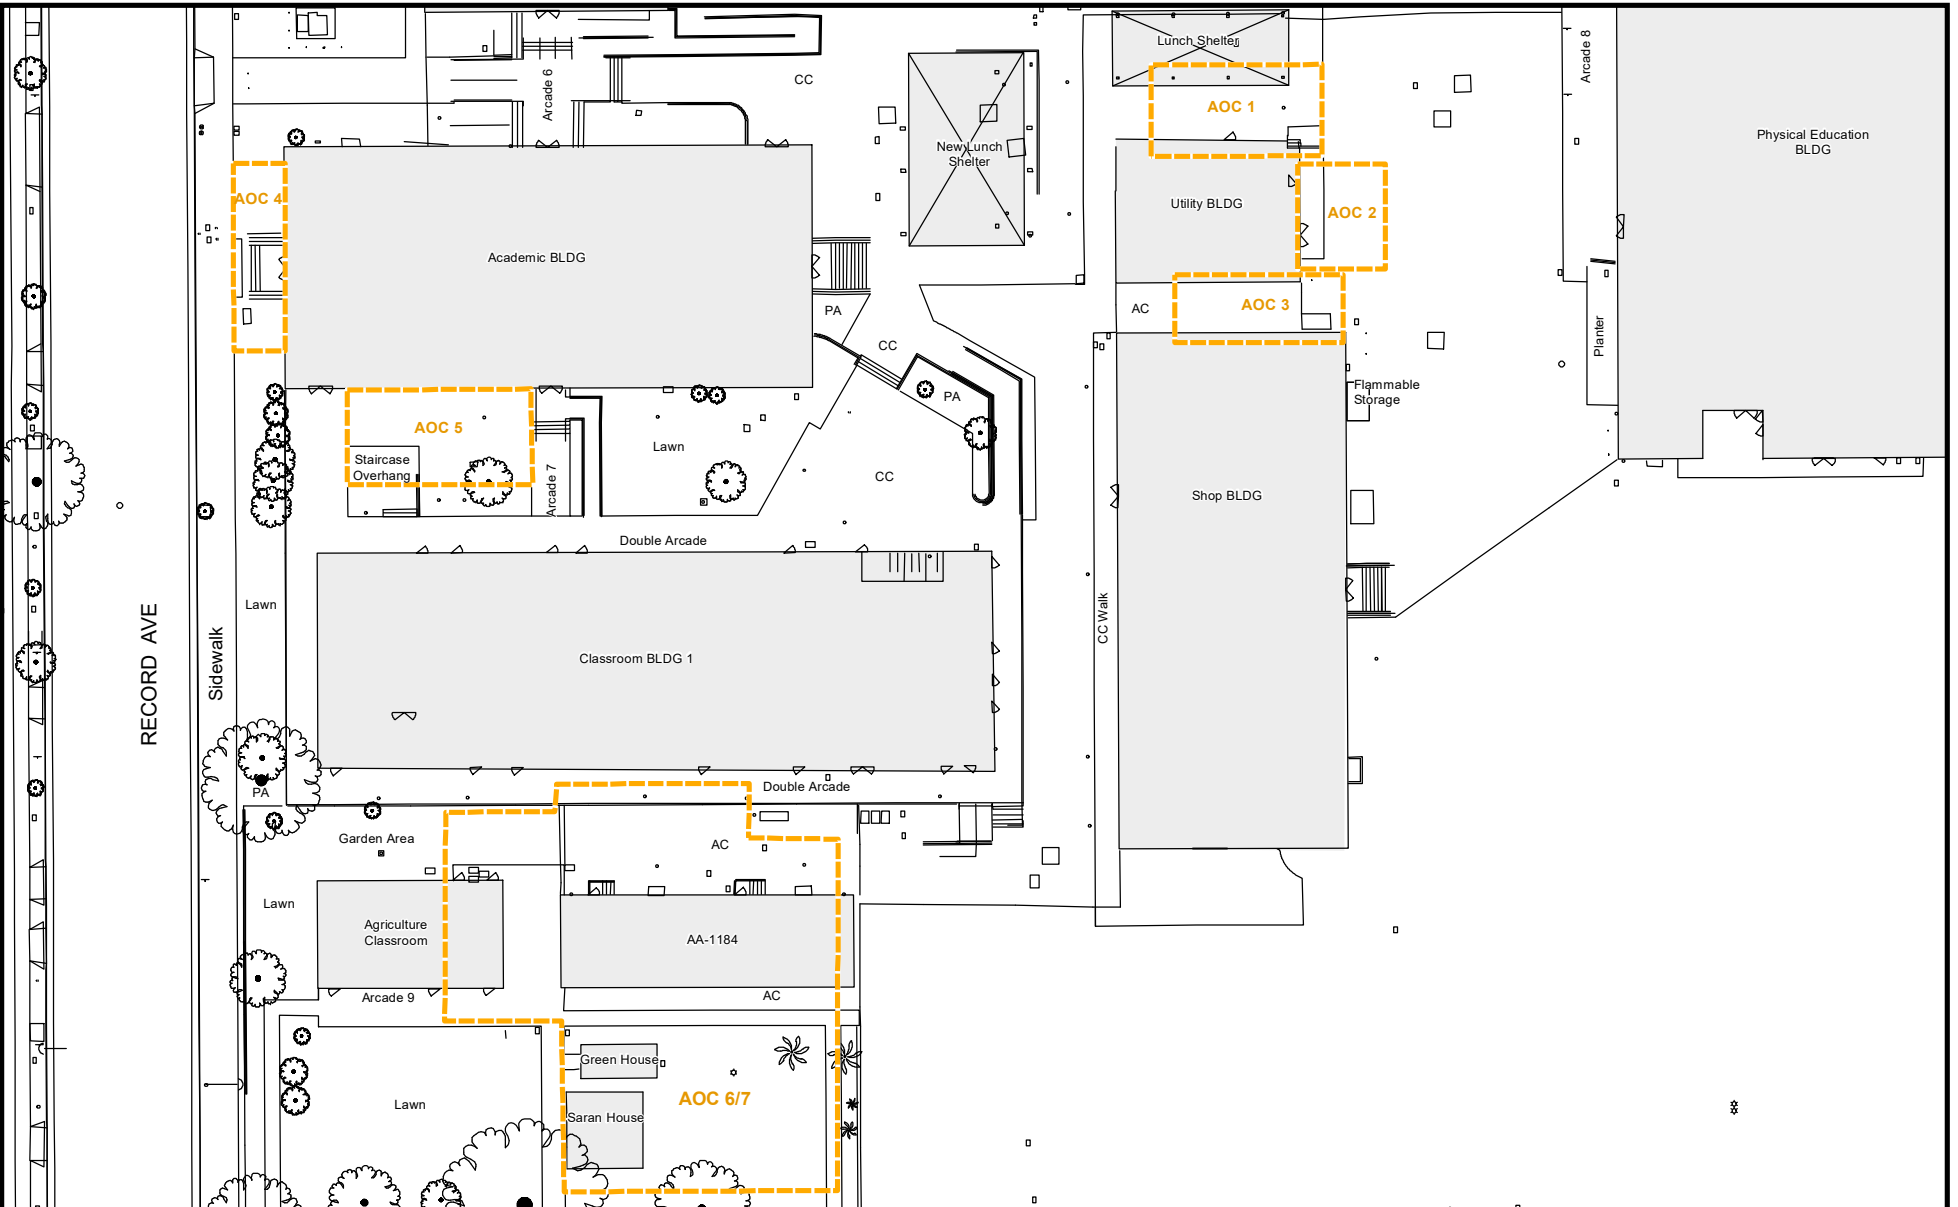 Lunch Shelter
Arcade 6
CC
Arcade 8
AOC 1
Physical Education
BLDG
New Lunch
Shelter
AOC 4
Utility BLDG
AOC 2
Academic BLDG
AOC 3
PA
AC
CC
Planter
Flammable
Storage
PA
AOC 5
Lawn
Staircase
Overhang
CC
Arcade 7
Shop BLDG
Double Arcade
Lawn
CC Walk
RECORD AVE
Sidewalk
Classroom BLDG 1
PA
Double Arcade
Garden Area
AC
Lawn
Agriculture
Classroom
AA-1184
Arcade 9
AC
Green House
AOC 6/7
Lawn
Saran House